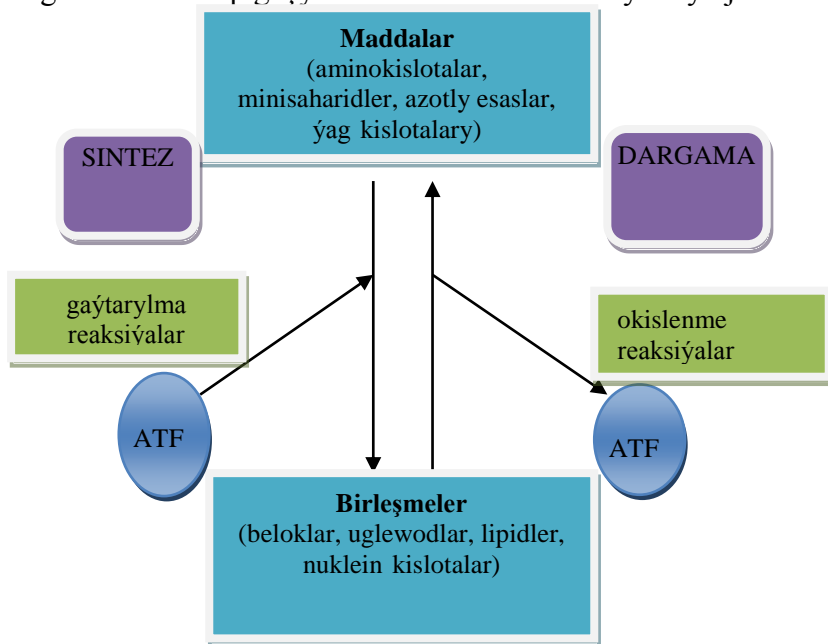 Maddalar
(aminokislotalar,
minisaharidler, azotly esaslar,
ýag kislotalary)
SINTEZ
DARGAMA
gaýtarylma
reaksiýalar
okislenme
reaksiýalar
ATF
ATF
Birleşmeler
(beloklar, uglewodlar, lipidler,
nuklein kislotalar)